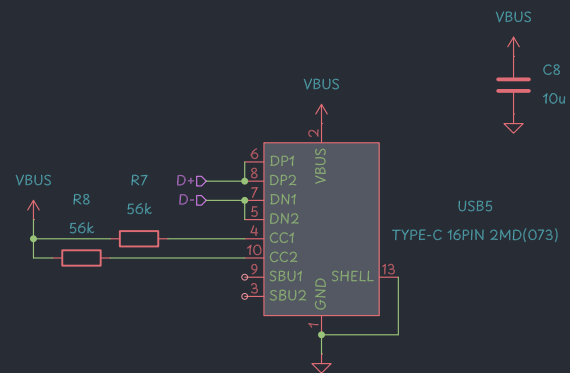 VBUS
C8
10u
VBUS
2
VBUS
6 DP1
D+ 8 DP2
D- 7 DN1
5 DN2
VBUS
R7
56k
R8
56k
4 CC1
10 CC2
9 SBU1
3 SBU2
SHELL 13
GND
1
USB5
TYPE-C 16PIN 2MD(073)